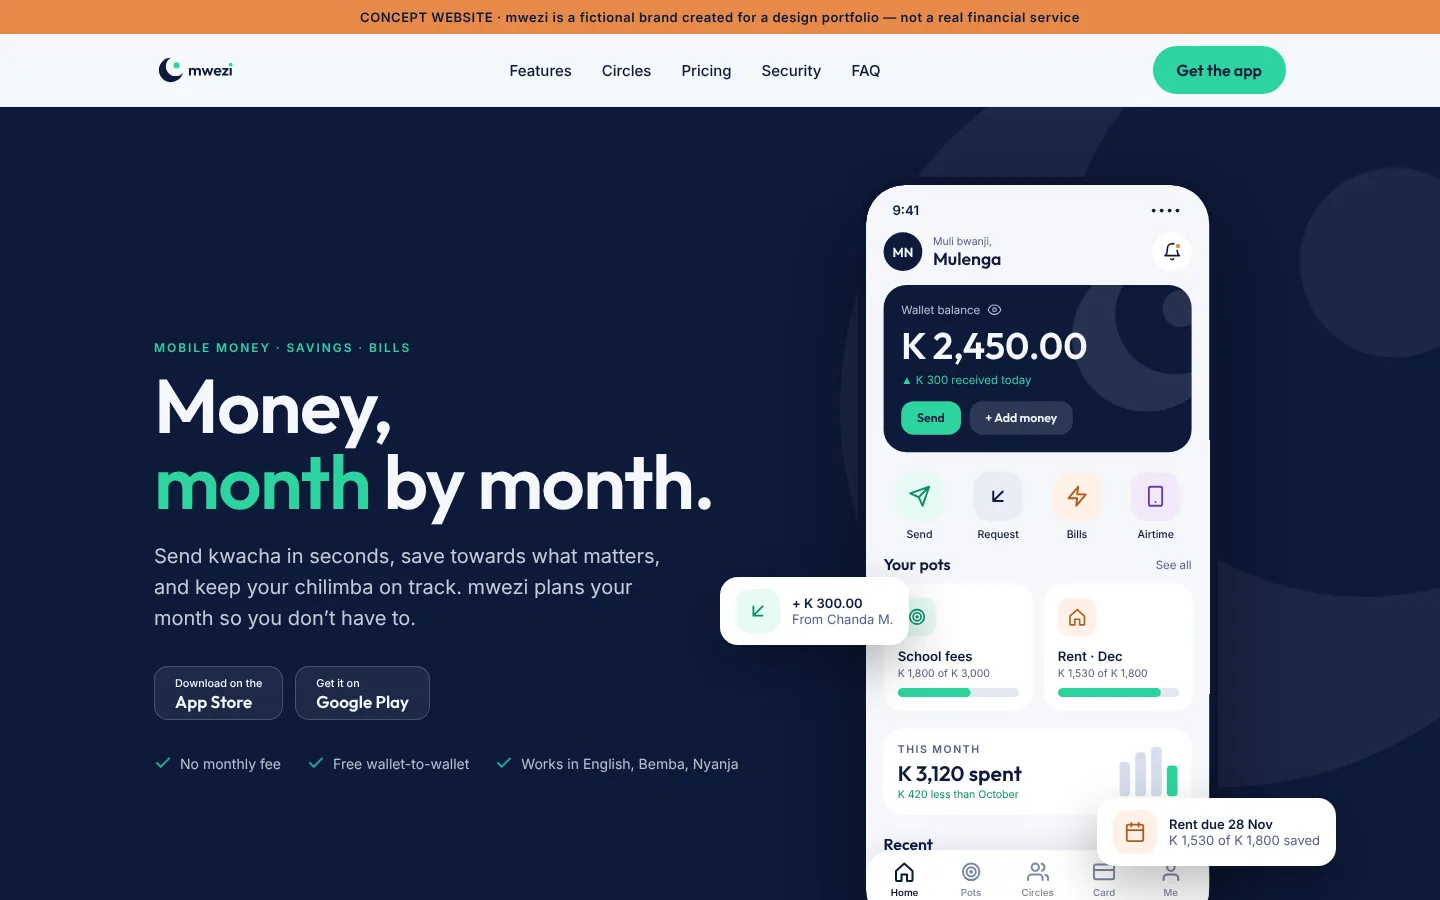 CONCEPT WEBSITE · mwezi is a fictional brand created for a design portfolio — not a real financial service
mwezi
Features
Circles
Pricing
Security
FAQ
Get the app
MOBILE MONEY · SAVINGS · BILLS
Money,
month by month.
Send kwacha in seconds, save towards what matters,
and keep your chilimba on track. mwezi plans your
month so you don’t have to.
Download on the
App Store
Get it on
Google Play
No monthly fee
Free wallet-to-wallet
Works in English, Bemba, Nyanja
9:41
MN
Muli bwanji,
Mulenga
Wallet balance
K 2,450.00
▲ K 300 received today
Send
+ Add money
Send
Request
Bills
Airtime
Your pots
See all
+ K 300.00
From Chanda M.
School fees
K 1,800 of K 3,000
Rent · Dec
K 1,530 of K 1,800
THIS MONTH
K 3,120 spent
K 420 less than October
Rent due 28 Nov
K 1,530 of K 1,800 saved
Recent
Home
Pots
Circles
Card
Me